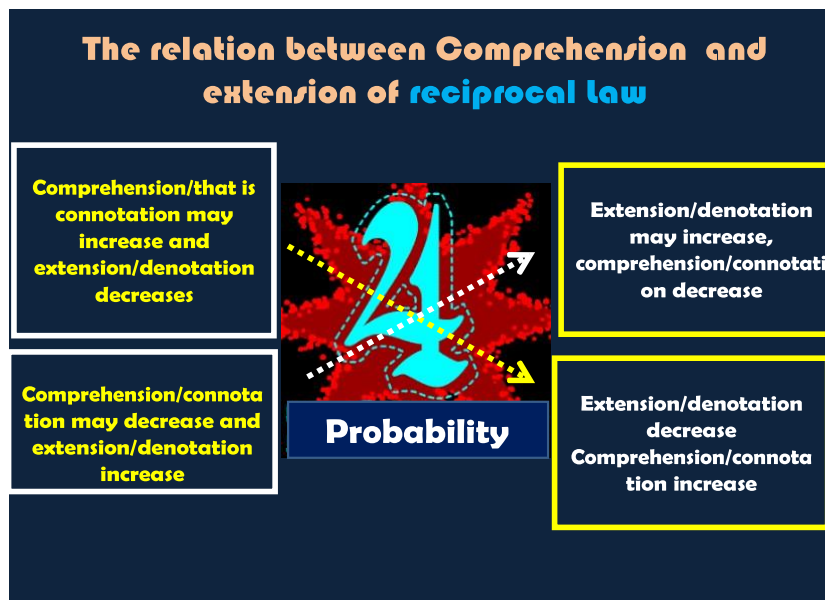 The relation between Comprehension and
extension of reciprocal Law
Comprehension/that is
connotation may
increase and
extension/denotation
decreases
Comprehension/connota
tion may decrease and
extension/denotation
increase
4
Probability
Extension/denotation
may increase,
comprehension/connotati
on decrease
Extension/denotation
decrease
Comprehension/connota
tion increase